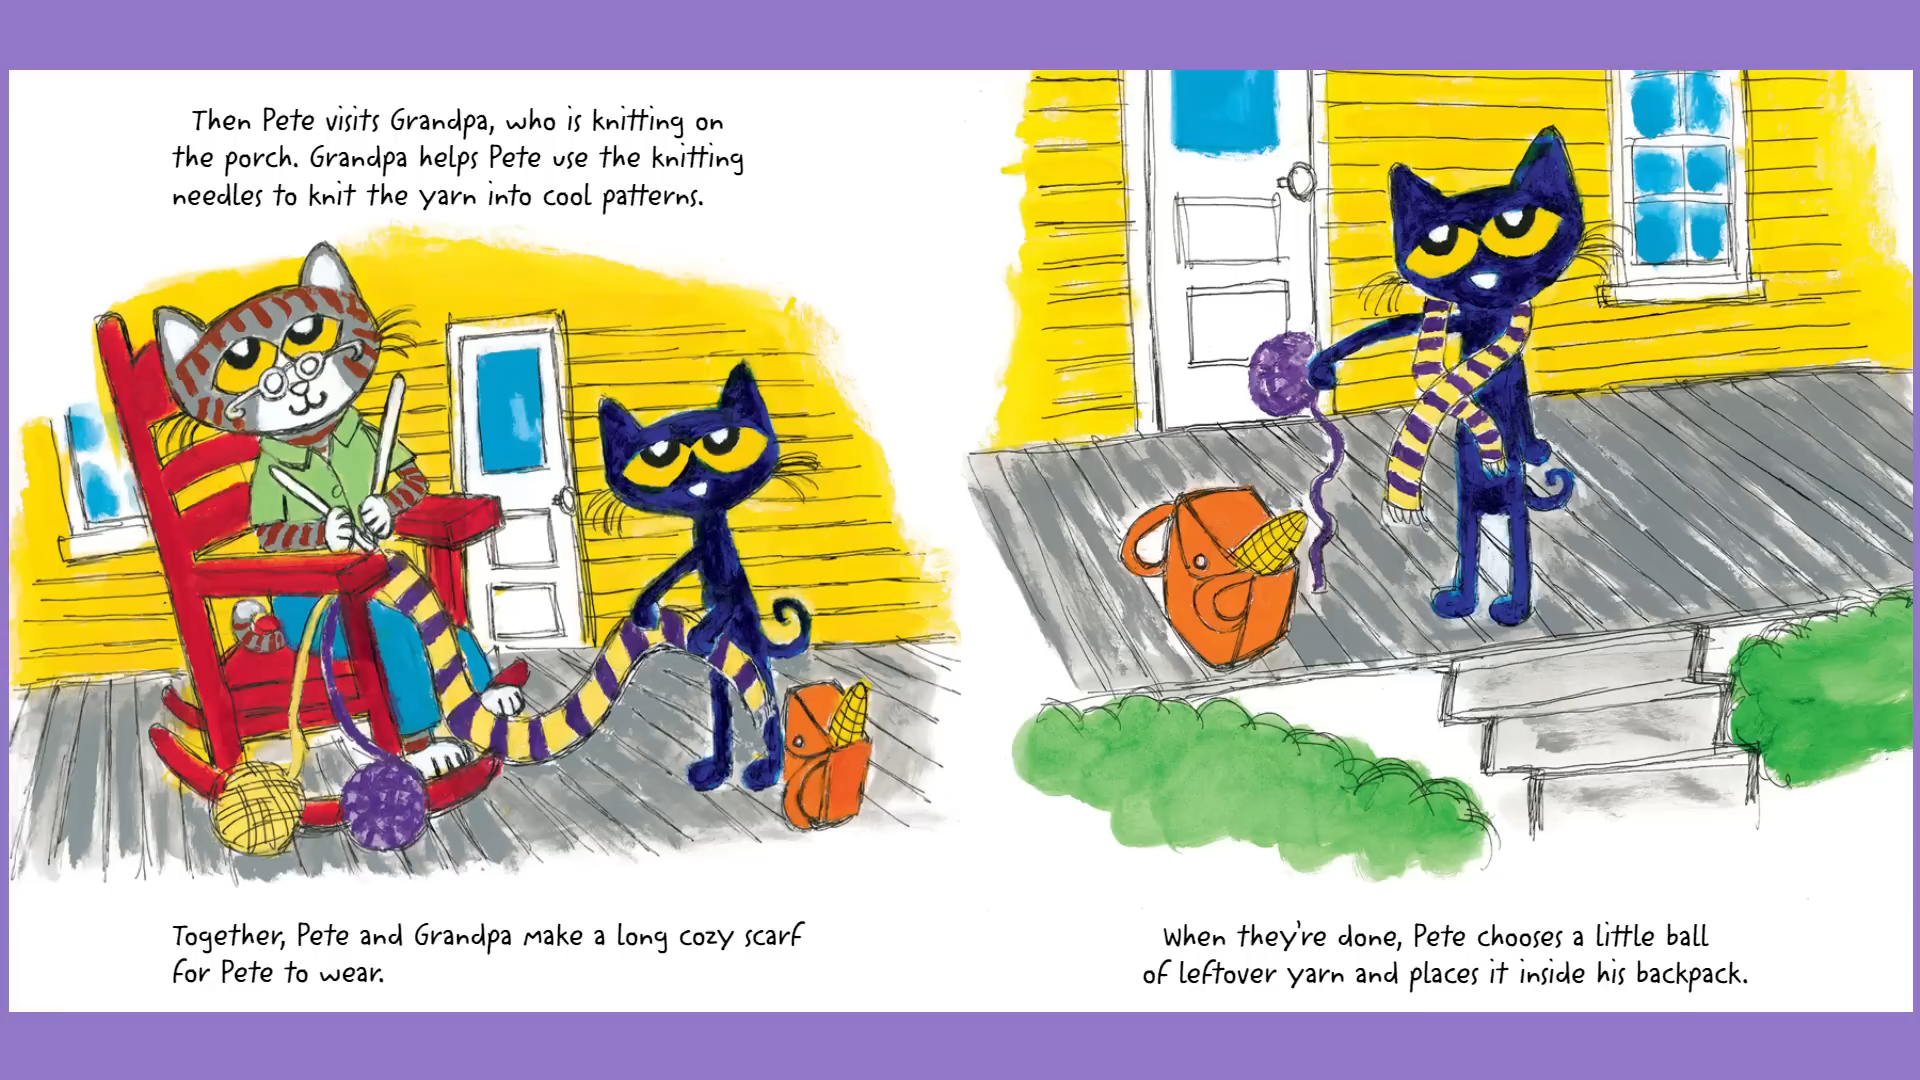 Then Pete visits Grandpa, who is knitting on
the porch. Grandpa helps Pete use the knitting
needles to knit the yarn into cool patterns.
Together, Pete and Grandpa make a long cozy scarf
for Pete to wear.
When they're done, Pete chooses a little ball
of leftover yarn and places it inside his backpack.